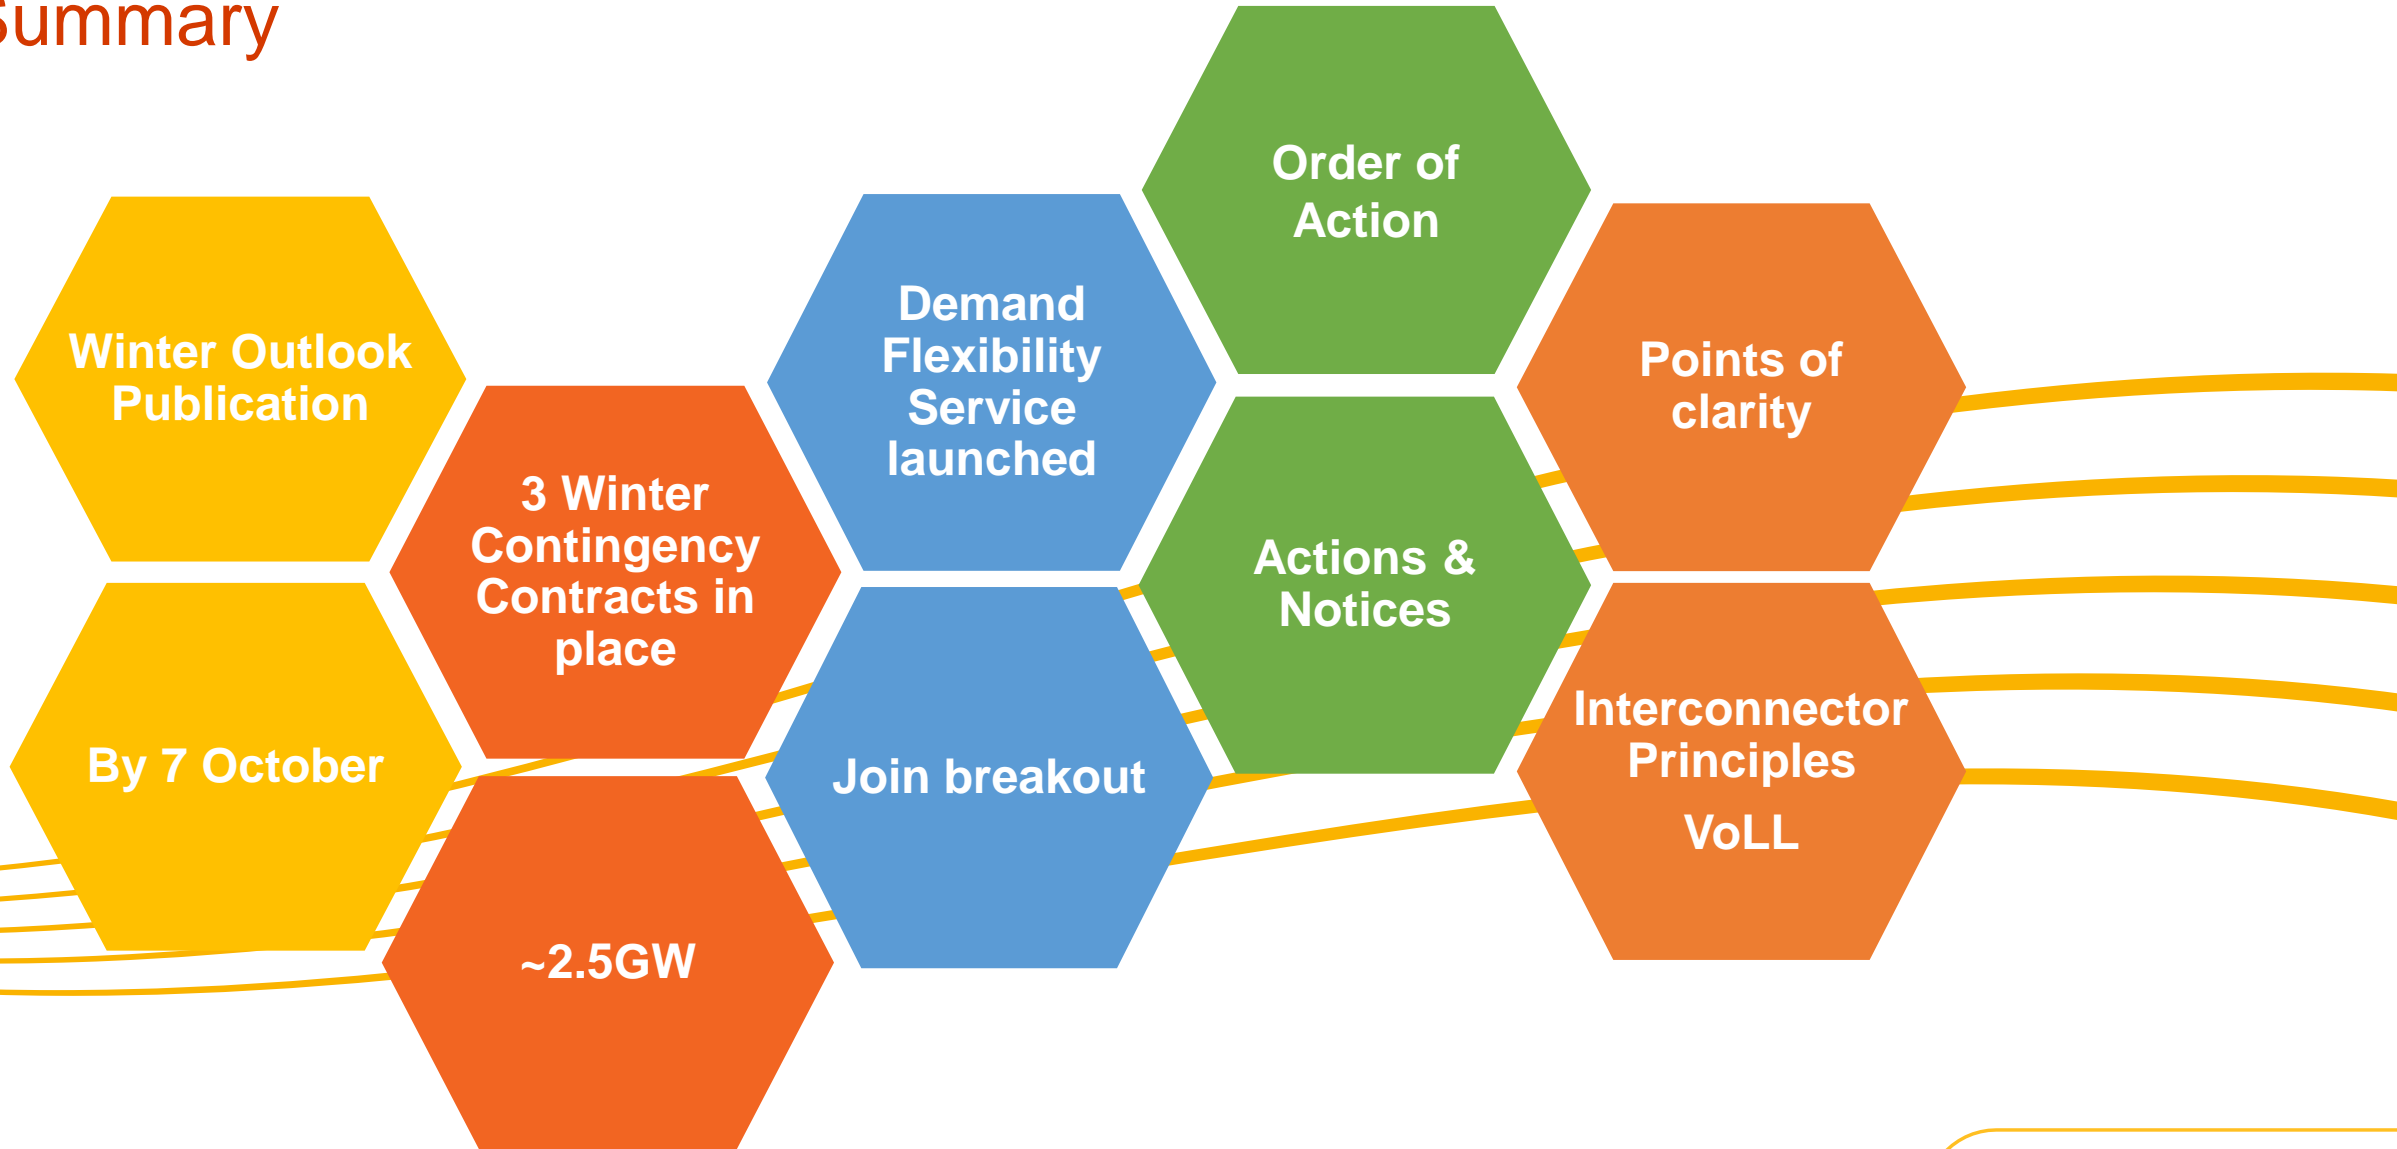 Summary
Winter Outlook
Publication
By 7 October
3 Winter
Contingency
Contracts in
place
~2.5GW
Demand
Flexibility
Service
launched
Join breakout
Order of
Action
Actions &
Notices
Points of
clarity
Interconnector
Principles
VoLL